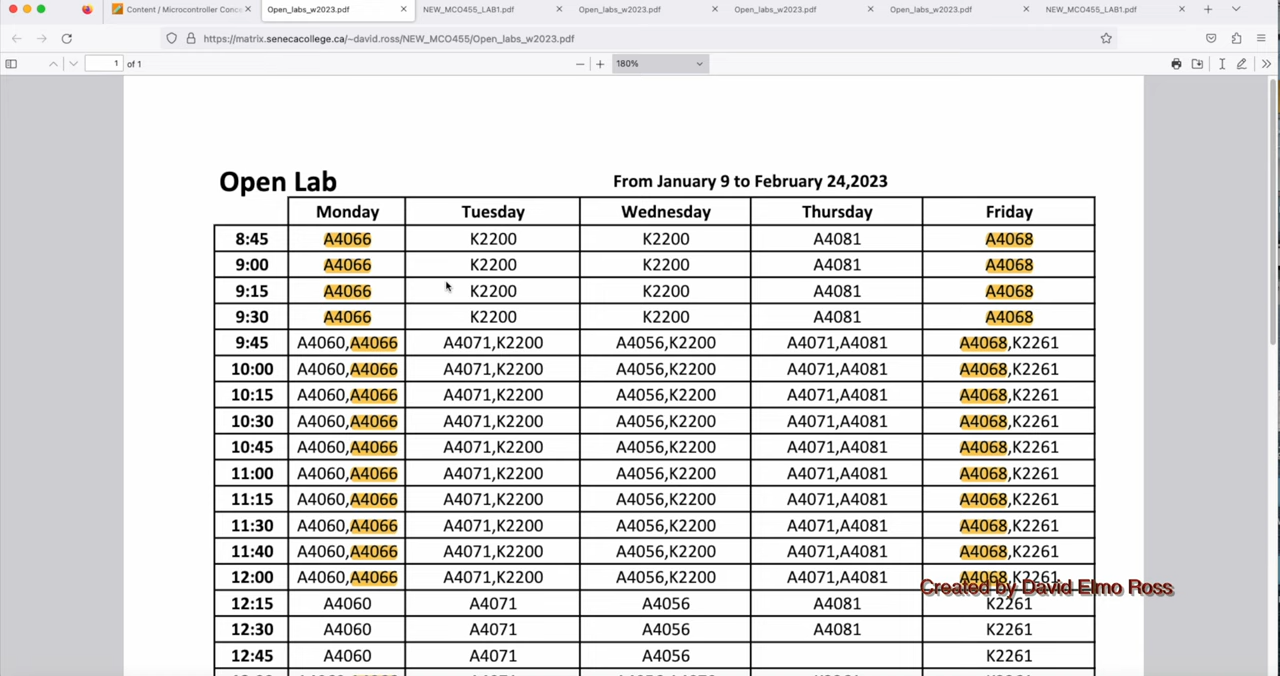 Content / Microcontroller Conce
Open_labs_w2023.pdf
NEW_MCO455_LAB1.pdf
Open_labs_w2023.pdf
Open_labs_w2023.pdf
Open_labs_w2023.pdf
NEW_MCO455_LAB1.pdf
https://matrix.senecacollege.ca/~david.ross/NEW_MCO455/Open_labs_w2023.pdf
1 of 1
180%
Open Lab From January 9 to February 24,2023
Monday Tuesday Wednesday Thursday Friday
8:45 A4066 K2200 K2200 A4081 A4068
9:00 A4066 K2200 K2200 A4081 A4068
9:15 A4066 K2200 K2200 A4081 A4068
9:30 A4066 K2200 K2200 A4081 A4068
9:45 A4060,A4066 A4071,K2200 A4056,K2200 A4071,A4081 A4068,K2261
10:00 A4060,A4066 A4071,K2200 A4056,K2200 A4071,A4081 A4068,K2261
10:15 A4060,A4066 A4071,K2200 A4056,K2200 A4071,A4081 A4068,K2261
10:30 A4060,A4066 A4071,K2200 A4056,K2200 A4071,A4081 A4068,K2261
10:45 A4060,A4066 A4071,K2200 A4056,K2200 A4071,A4081 A4068,K2261
11:00 A4060,A4066 A4071,K2200 A4056,K2200 A4071,A4081 A4068,K2261
11:15 A4060,A4066 A4071,K2200 A4056,K2200 A4071,A4081 A4068,K2261
11:30 A4060,A4066 A4071,K2200 A4056,K2200 A4071,A4081 A4068,K2261
11:40 A4060,A4066 A4071,K2200 A4056,K2200 A4071,A4081 A4068,K2261
12:00 A4060,A4066 A4071,K2200 A4056,K2200 A4071,A4081 A4068,K2261
Created by David Elmo Ross
12:15 A4060 A4071 A4056 A4081 K2261
12:30 A4060 A4071 A4056 A4081 K2261
12:45 A4060 A4071 A4056 K2261